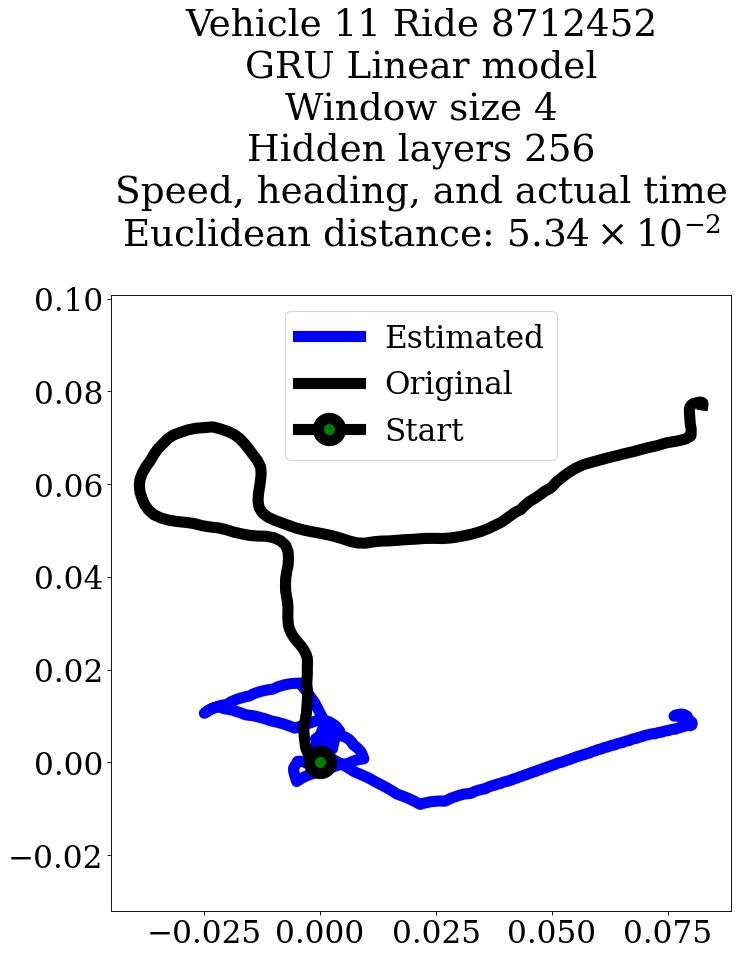 Vehicle 11 Ride 8712452
GRU Linear model
Window size 4
Hidden layers 256
Speed, heading, and actual time
Euclidean distance: 5.34 × 10⁻²
Estimated
Original
Start
0.10
0.08
0.06
0.04
0.02
0.00
−0.02
−0.025 0.000 0.025 0.050 0.075